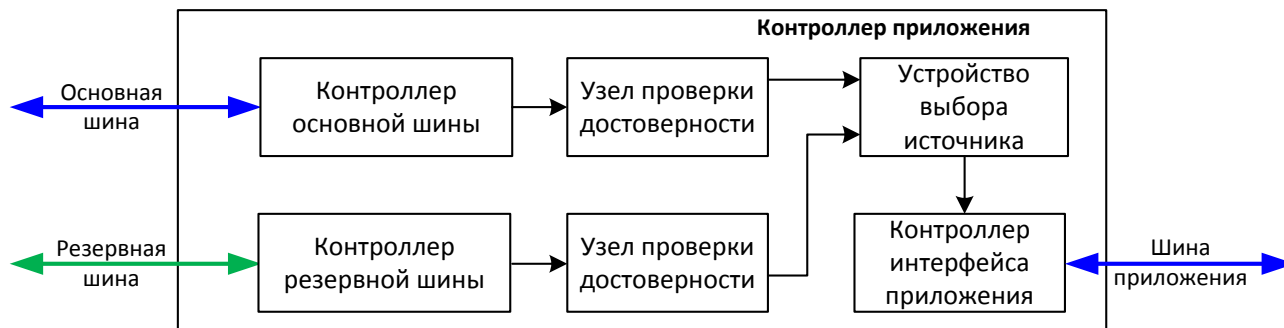 Контроллер приложения
Основная
шина
Контроллер
основной шины
Узел проверки
достоверности
Устройство
выбора
источника
Резервная
шина
Контроллер
резервной шины
Узел проверки
достоверности
Контроллер
интерфейса
приложения
Шина
приложения